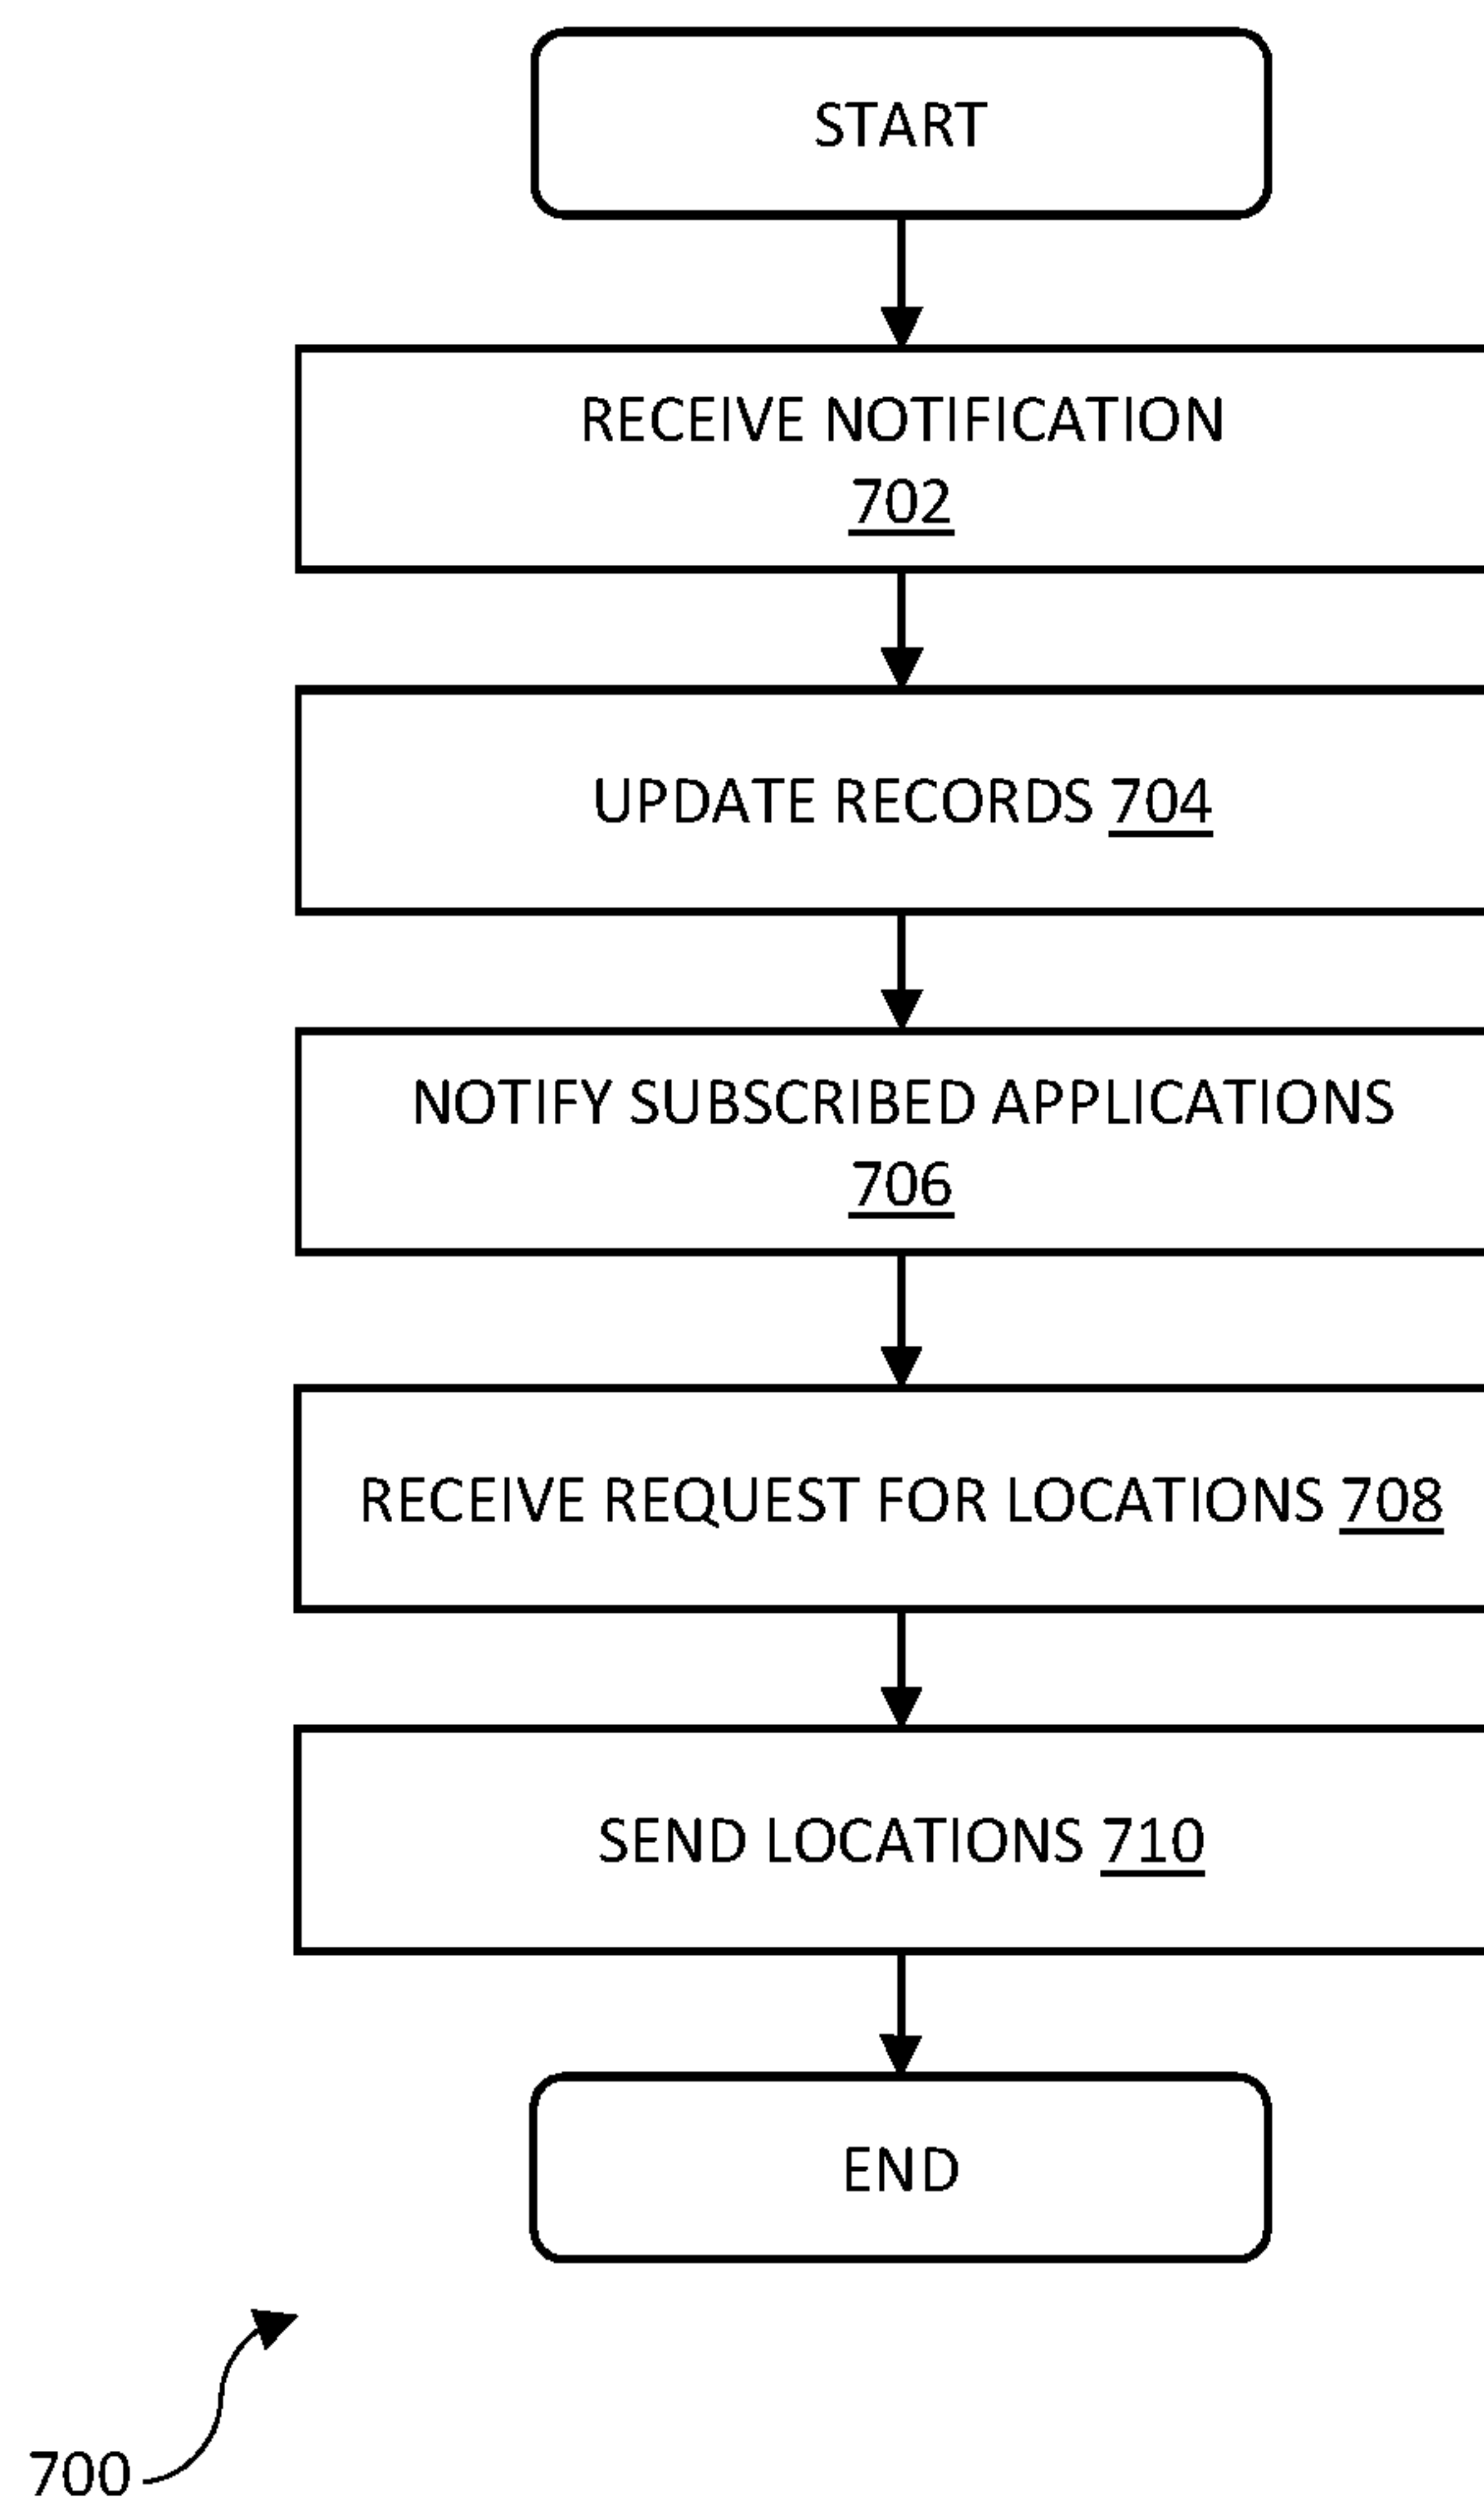 START
RECEIVE NOTIFICATION
702
UPDATE RECORDS 704
NOTIFY SUBSCRIBED APPLICATIONS
706
RECEIVE REQUEST FOR LOCATIONS 708
SEND LOCATIONS 710
END
700